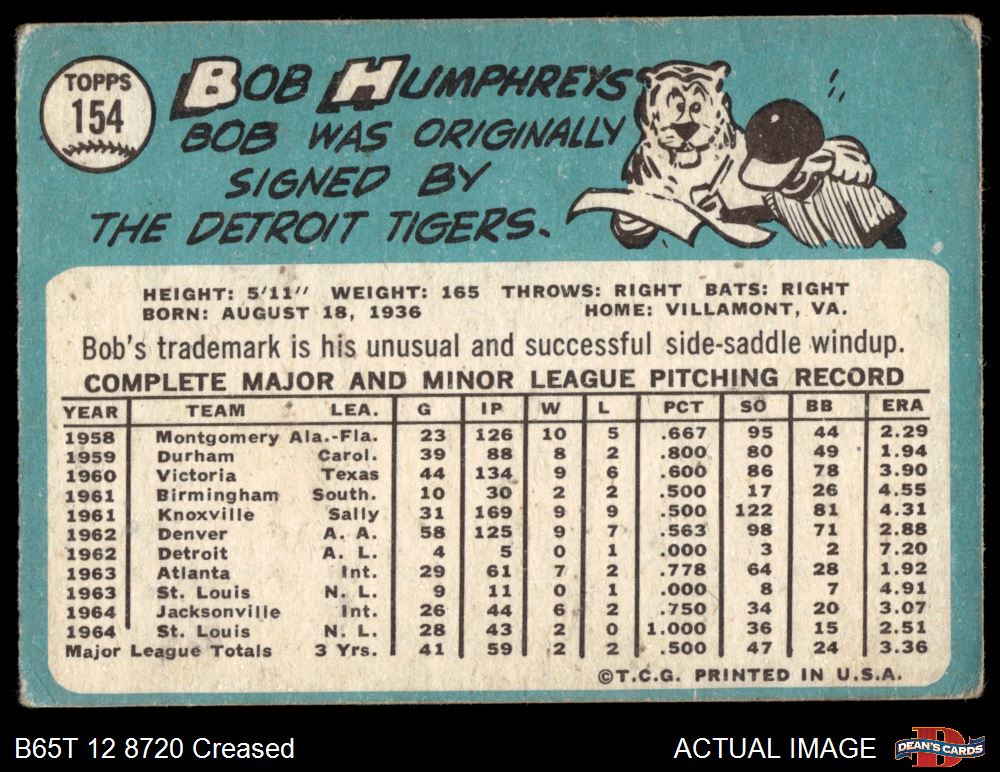 TOPPS
154
BOB HUMPHREYS
BOB WAS ORIGINALLY
SIGNED BY
THE DETROIT TIGERS.
HEIGHT: 5'11" WEIGHT: 165 THROWS: RIGHT BATS: RIGHT
BORN: AUGUST 18, 1936 HOME: VILLAMONT, VA.
Bob's trademark is his unusual and successful side-saddle windup.
COMPLETE MAJOR AND MINOR LEAGUE PITCHING RECORD
YEAR TEAM LEA. G IP W L PCT SO BB ERA
1958 Montgomery Ala.-Fla. 23 126 10 5 .667 95 44 2.29
1959 Durham Carol. 39 88 8 2 .800 80 49 1.94
1960 Victoria Texas 44 134 9 6 .600 86 78 3.90
1961 Birmingham South. 10 30 2 2 .500 17 26 4.55
1961 Knoxville Sally 31 169 9 9 .500 122 81 4.31
1962 Denver A. A. 58 125 9 7 .563 98 71 2.88
1962 Detroit A. L. 4 5 0 1 .000 3 2 7.20
1963 Atlanta Int. 29 61 7 2 .778 64 28 1.92
1963 St. Louis N. L. 9 11 0 1 .000 8 7 4.91
1964 Jacksonville Int. 26 44 6 2 .750 34 20 3.07
1964 St. Louis N. L. 28 43 2 0 1.000 36 15 2.51
Major League Totals 3 Yrs. 41 59 2 2 .500 47 24 3.36
©T.C.G. PRINTED IN U.S.A.
B65T 12 8720 Creased ACTUAL IMAGE DEAN'S CARDS